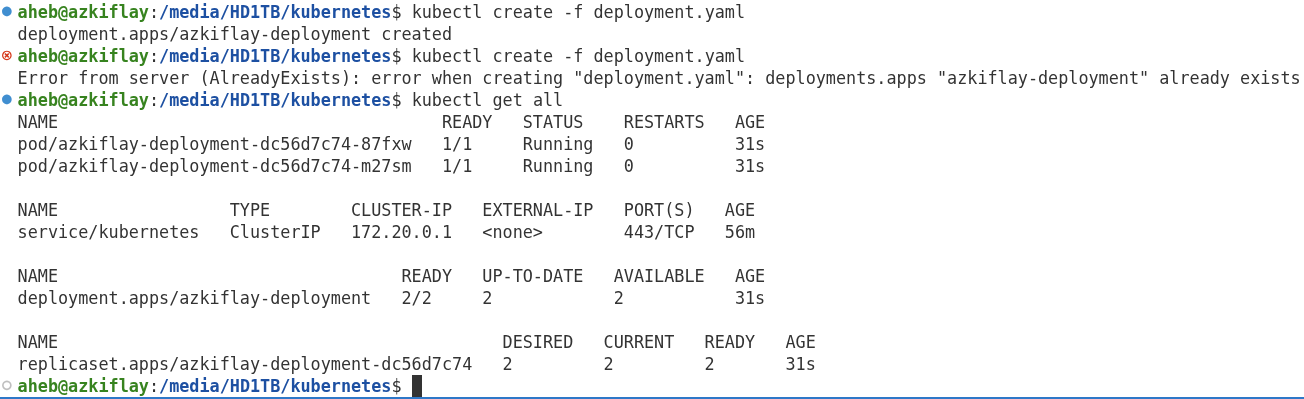 aheb@azkiflay:/media/HD1TB/kubernetes$ kubectl create -f deployment.yaml
deployment.apps/azkiflay-deployment created
aheb@azkiflay:/media/HD1TB/kubernetes$ kubectl create -f deployment.yaml
Error from server (AlreadyExists): error when creating "deployment.yaml": deployments.apps "azkiflay-deployment" already exists
aheb@azkiflay:/media/HD1TB/kubernetes$ kubectl get all
NAME                                      READY   STATUS    RESTARTS   AGE
pod/azkiflay-deployment-dc56d7c74-87fxw   1/1     Running   0          31s
pod/azkiflay-deployment-dc56d7c74-m27sm   1/1     Running   0          31s

NAME                 TYPE        CLUSTER-IP   EXTERNAL-IP   PORT(S)   AGE
service/kubernetes   ClusterIP   172.20.0.1   <none>        443/TCP   56m

NAME                                  READY   UP-TO-DATE   AVAILABLE   AGE
deployment.apps/azkiflay-deployment   2/2     2            2           31s

NAME                                            DESIRED   CURRENT   READY   AGE
replicaset.apps/azkiflay-deployment-dc56d7c74   2         2         2       31s
aheb@azkiflay:/media/HD1TB/kubernetes$